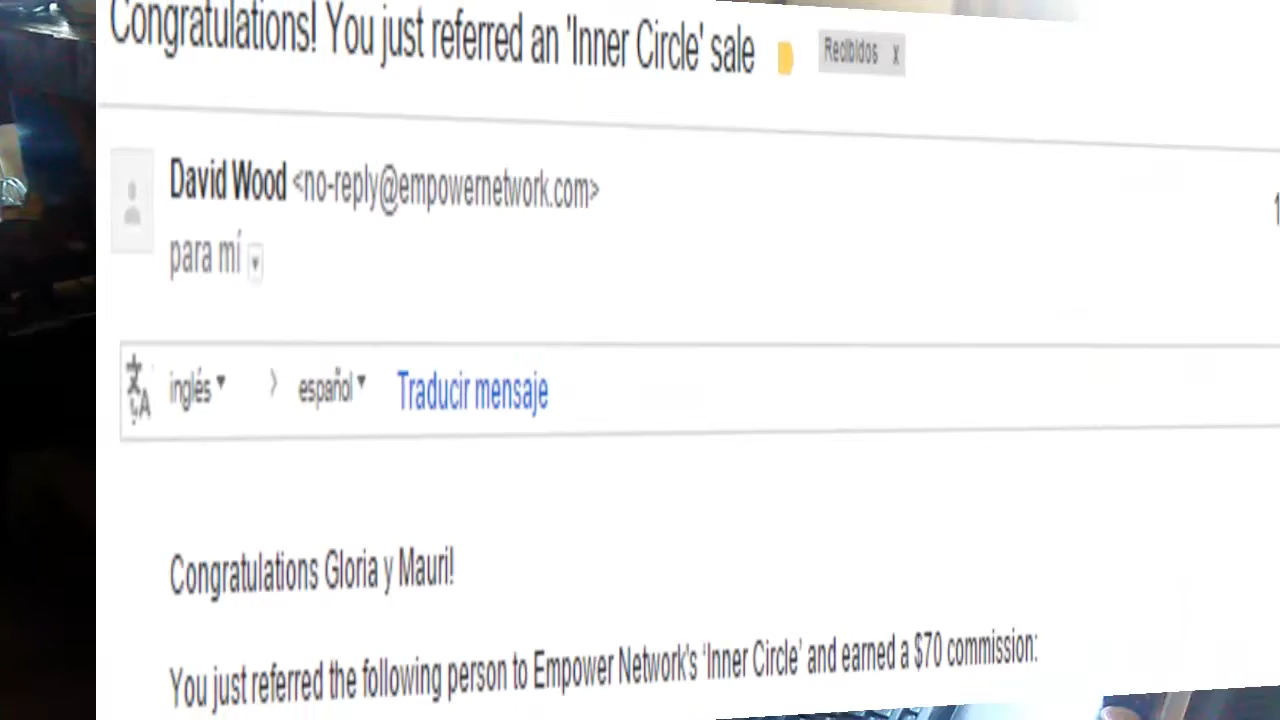 Congratulations! You just referred an 'Inner Circle' sale Recibidos x
David Wood <no-reply@empowernetwork.com>
para mí
inglés español Traducir mensaje
Congratulations Gloria y Mauri!
You just referred the following person to Empower Network's 'Inner Circle' and earned a $70 commission: